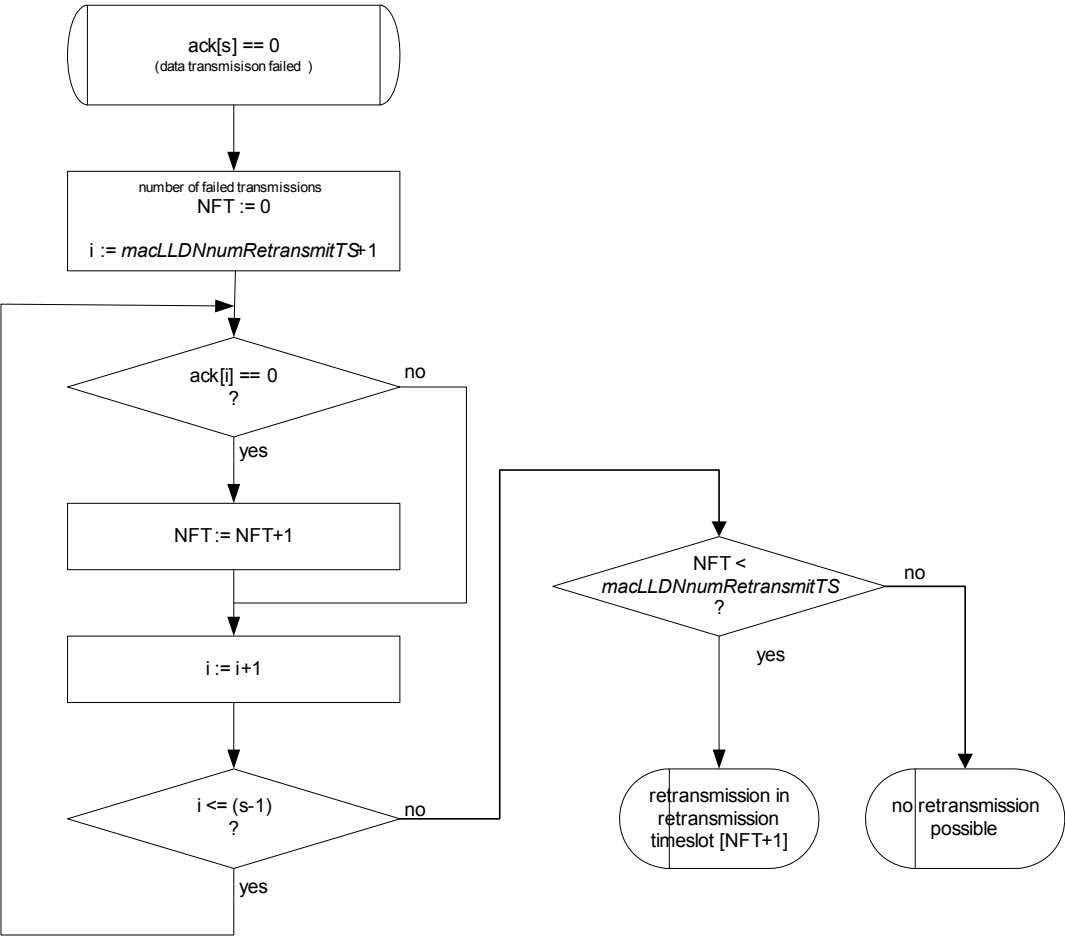 ack[s] == 0
(data transmisison failed )
number of failed transmissions
NFT := 0
i := macLLDNnumRetransmitTS+1
ack[i] == 0
?
no
yes
NFT := NFT+1
i := i+1
i <= (s-1)
?
no
yes
NFT <
macLLDNnumRetransmitTS
?
no
yes
retransmission in
retransmission
timeslot [NFT+1]
no retransmission
possible